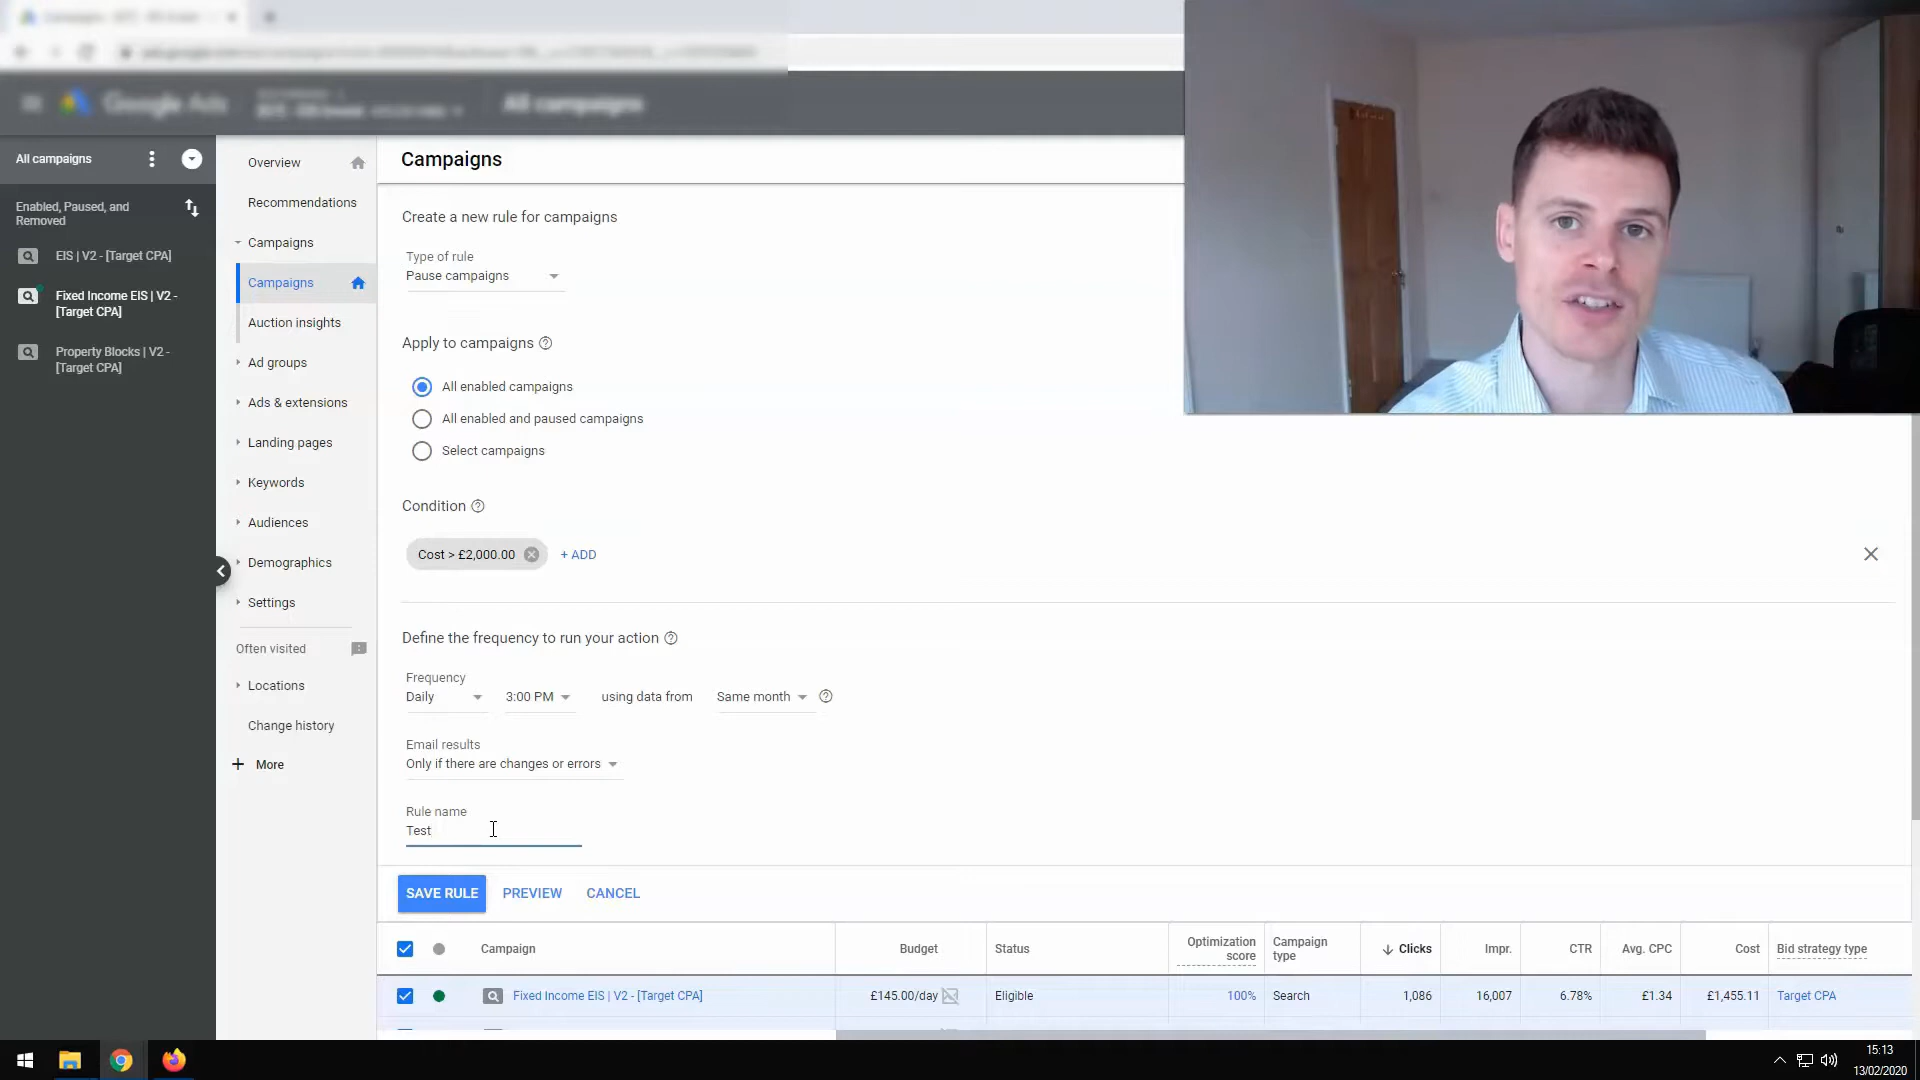 Google Ads
All campaigns
All campaigns
Enabled, Paused, and
Removed
EIS | V2 - [Target CPA]
Fixed Income EIS | V2 -
[Target CPA]
Property Blocks | V2 -
[Target CPA]
Overview
Recommendations
Campaigns
Campaigns
Auction insights
Ad groups
Ads & extensions
Landing pages
Keywords
Audiences
Demographics
Settings
Often visited
Locations
Change history
More
Campaigns
Create a new rule for campaigns
Type of rule
Pause campaigns
Apply to campaigns
All enabled campaigns
All enabled and paused campaigns
Select campaigns
Condition
Cost > £2,000.00
+ ADD
Define the frequency to run your action
Frequency
Daily 3:00 PM using data from Same month
Email results
Only if there are changes or errors
Rule name
Test
SAVE RULE PREVIEW CANCEL
Campaign Budget Status Optimization score Campaign type Clicks Impr. CTR Avg. CPC Cost Bid strategy type
Fixed Income EIS | V2 - [Target CPA] £145.00/day Eligible 100% Search 1,086 16,007 6.78% £1.34 £1,455.11 Target CPA
15:13
13/02/2020